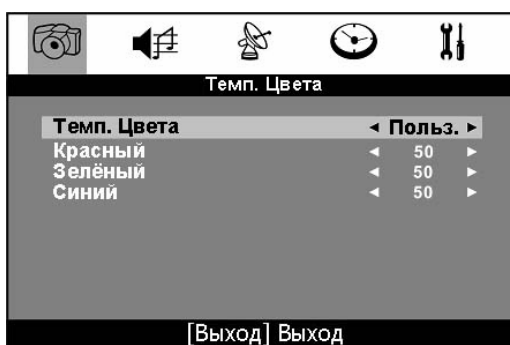 Темп. Цвета
Темп. Цвета ◄ Польз. ►
Красный ◄ 50 ►
Зелёный ◄ 50 ►
Синий ◄ 50 ►
[Выход] Выход